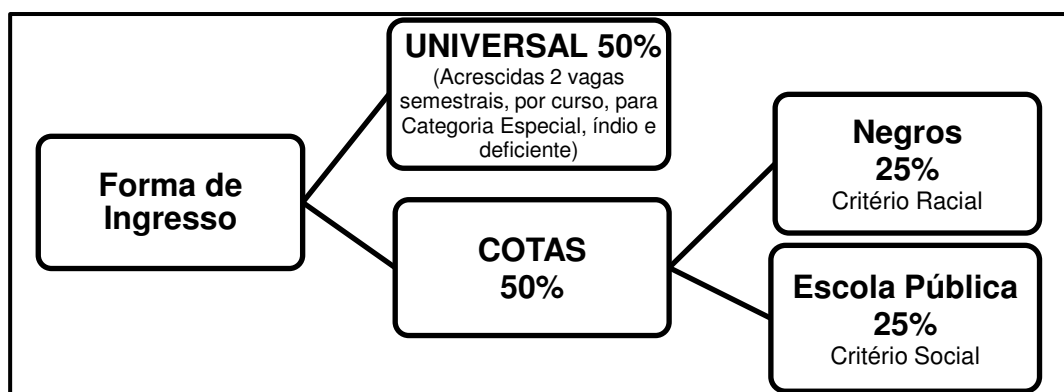 Forma de
Ingresso
UNIVERSAL 50%
(Acrescidas 2 vagas
semestrais, por curso, para
Categoria Especial, índio e
deficiente)
COTAS
50%
Negros
25%
Critério Racial
Escola Pública
25%
Critério Social